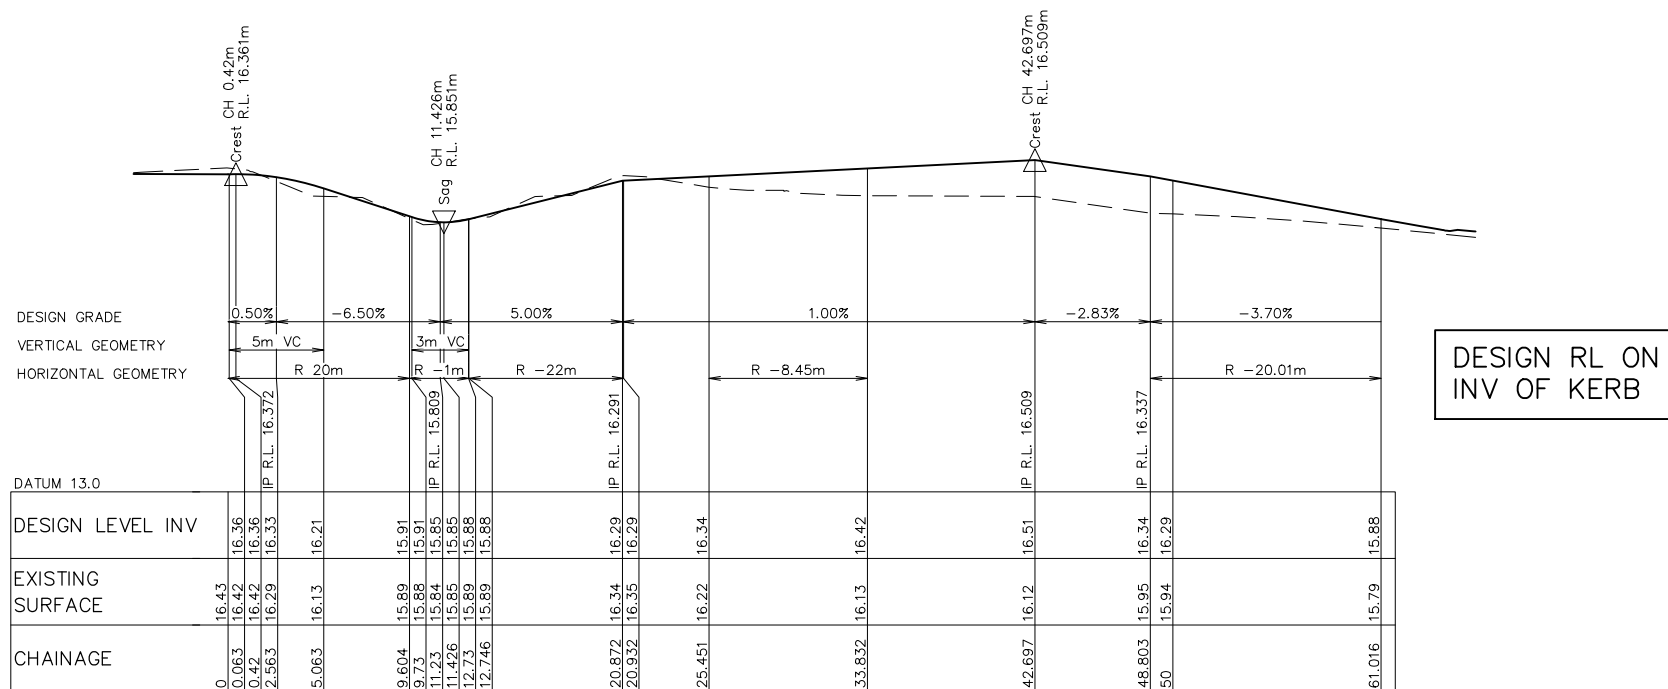 Crest CH 0.42m
R.L. 16.361m
Sag CH 11.426m
R.L. 15.851m
Crest CH 42.697m
R.L. 16.509m
DESIGN GRADE 0.50% -6.50% 5.00% 1.00% -2.83% -3.70%
VERTICAL GEOMETRY 5m VC 3m VC
HORIZONTAL GEOMETRY R 20m R -1m R -22m R -8.45m R -20.01m
DESIGN RL ON
INV OF KERB
IP R.L. 16.372
IP R.L. 15.809
IP R.L. 16.291
IP R.L. 16.509
IP R.L. 16.337
DATUM 13.0
DESIGN LEVEL INV 16.36 16.36 16.33 16.21 15.91 15.91 15.85 15.85 15.88 15.88 16.29 16.29 16.34 16.42 16.51 16.34 16.29 15.88
EXISTING
SURFACE 16.43 16.42 16.42 16.29 16.13 15.89 15.88 15.84 15.85 15.89 15.89 16.34 16.35 16.22 16.13 16.12 15.95 15.94 15.79
CHAINAGE 0 0.063 0.42 2.563 5.063 9.604 9.73 11.23 11.426 12.73 12.746 20.872 20.932 25.451 33.832 42.697 48.803 50 61.016